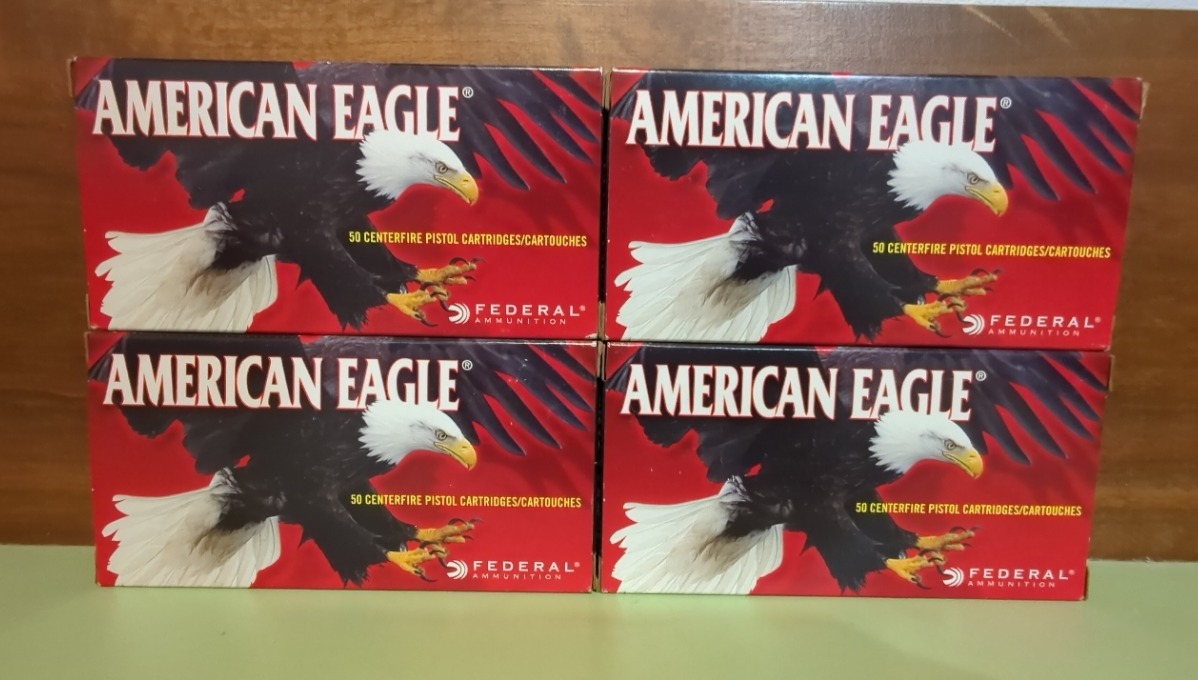 AMERICAN EAGLE®
50 CENTERFIRE PISTOL CARTRIDGES/CARTOUCHES
FEDERAL®
AMMUNITION
AMERICAN EAGLE®
50 CENTERFIRE PISTOL CARTRIDGES/CARTOUCHES
FEDERAL®
AMMUNITION
AMERICAN EAGLE®
50 CENTERFIRE PISTOL CARTRIDGES/CARTOUCHES
FEDERAL®
AMMUNITION
AMERICAN EAGLE®
50 CENTERFIRE PISTOL CARTRIDGES/CARTOUCHES
FEDERAL®
AMMUNITION